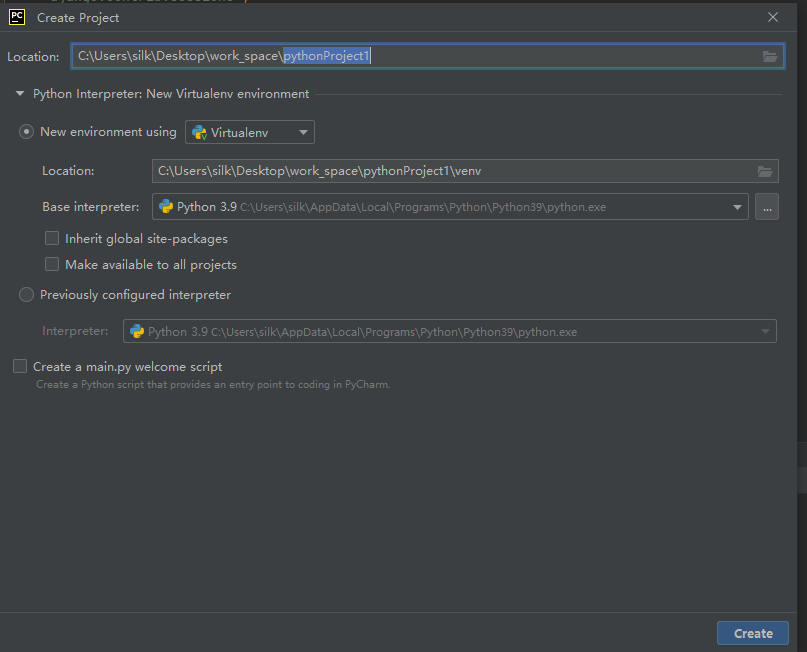 PC
Create Project
Location: C:\Users\silk\Desktop\work_space\pythonProject1
Python Interpreter: New Virtualenv environment
New environment using Virtualenv
Location: C:\Users\silk\Desktop\work_space\pythonProject1\venv
Base interpreter: Python 3.9 C:\Users\silk\AppData\Local\Programs\Python\Python39\python.exe ...
Inherit global site-packages
Make available to all projects
Previously configured interpreter
Interpreter: Python 3.9 C:\Users\silk\AppData\Local\Programs\Python\Python39\python.exe
Create a main.py welcome script
Create a Python script that provides an entry point to coding in PyCharm.
Create